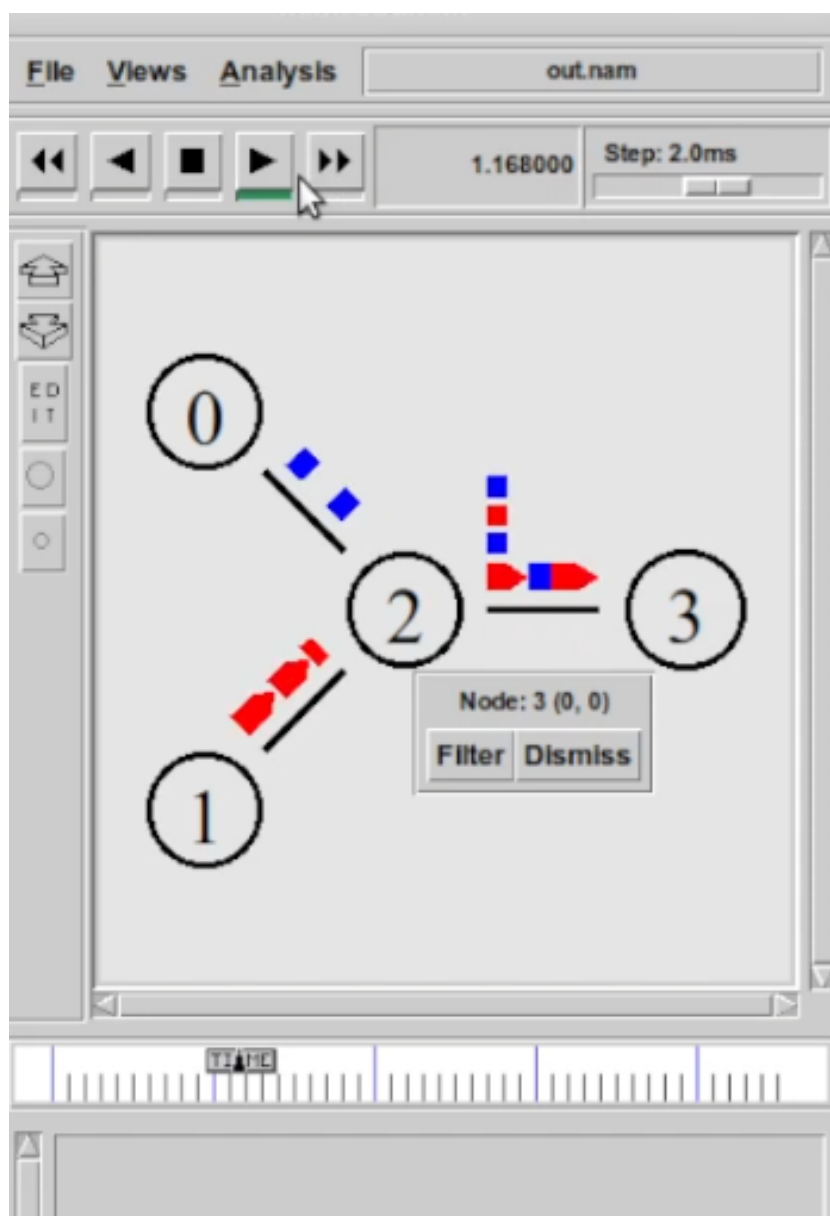 File Views Analysis out.nam
1.168000 Step: 2.0ms
E D
I T
0
2
3
Node: 3 (0, 0)
Filter Dismiss
1
TIME